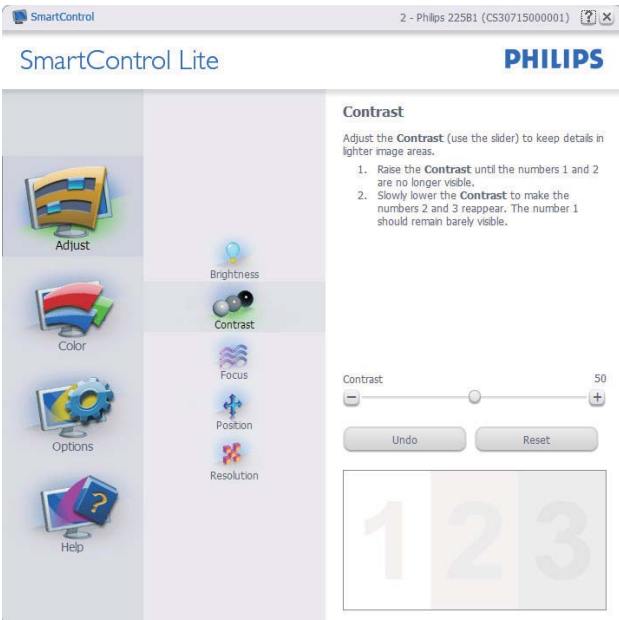 SmartControl
2 - Philips 225B1 (CS30715000001)
?
SmartControl Lite
PHILIPS
Adjust
Color
Options
Help
Brightness
Contrast
Focus
Position
Resolution
Contrast
Adjust the Contrast (use the slider) to keep details in
lighter image areas.
1. Raise the Contrast until the numbers 1 and 2
are no longer visible.
2. Slowly lower the Contrast to make the
numbers 2 and 3 reappear. The number 1
should remain barely visible.
Contrast 50
Undo Reset
1 2 3